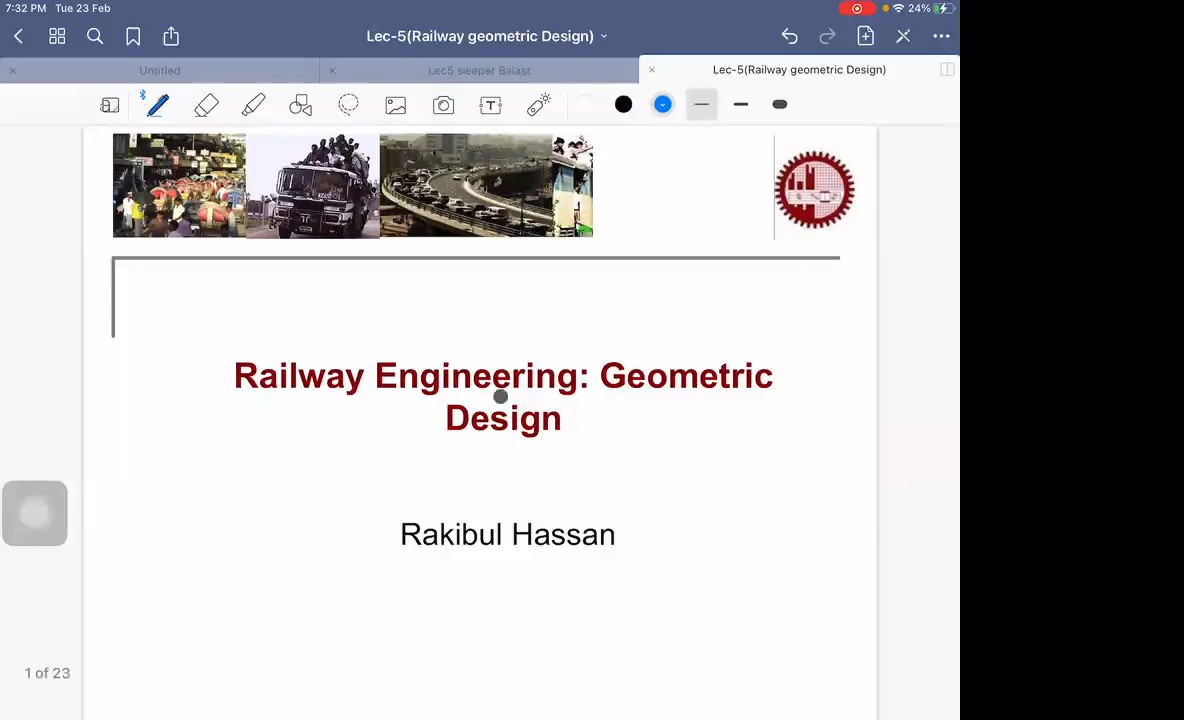 7:32 PM Tue 23 Feb
24%
Lec-5(Railway geometric Design)
Untitled
Lec5 sleeper Balast
Lec-5(Railway geometric Design)
T
Railway Engineering: Geometric
Design
Rakibul Hassan
1 of 23